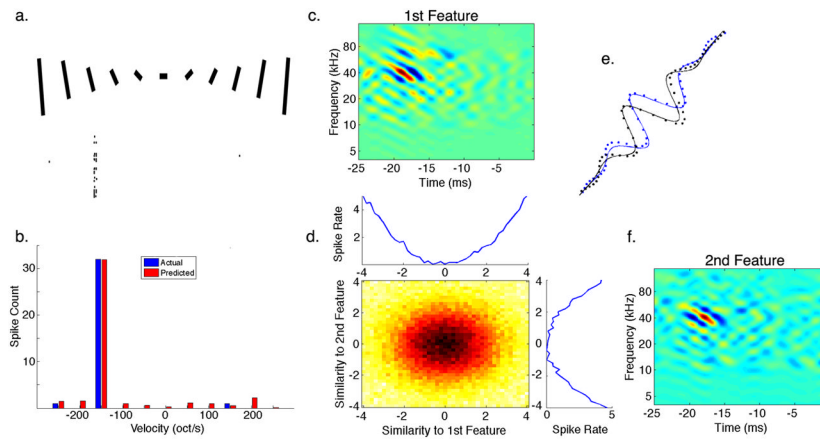 a.
c.
1st Feature
Frequency (kHz)
80
40
20
10
5
-25 -20 -15 -10 -5
Time (ms)
e.
b.
Spike Count
30
20
10
0
-200 -100 0 100 200
Velocity (oct/s)
Actual
Predicted
d.
Spike Rate
4
2
-4 -2 0 2 4
Similarity to 2nd Feature
4
2
0
-2
-4
-4 -2 0 2 4
Similarity to 1st Feature
4
2
0
-2
-4
0 5
Spike Rate
f.
2nd Feature
Frequency (kHz)
80
40
20
10
5
-25 -20 -15 -10 -5
Time (ms)